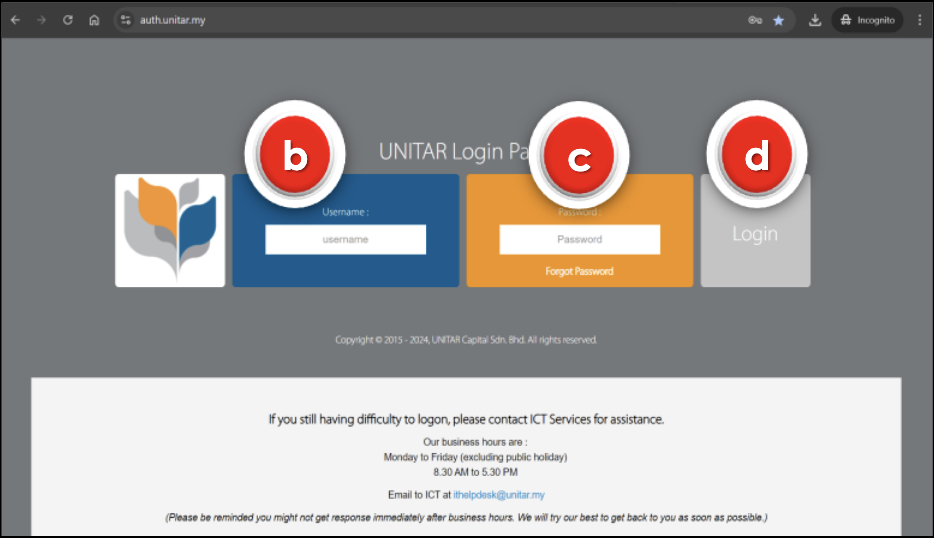 auth.unitar.my
Incognito
b
c
d
UNITAR Login Pa
Username :
username
Password :
Password
Forgot Password
Login
Copyright © 2015 - 2024, UNITAR Capital Sdn. Bhd. All rights reserved.
If you still having difficulty to logon, please contact ICT Services for assistance.
Our business hours are :
Monday to Friday (excluding public holiday)
8.30 AM to 5.30 PM
Email to ICT at ithelpdesk@unitar.my
(Please be reminded you might not get response immediately after business hours. We will try our best to get back to you as soon as possible.)